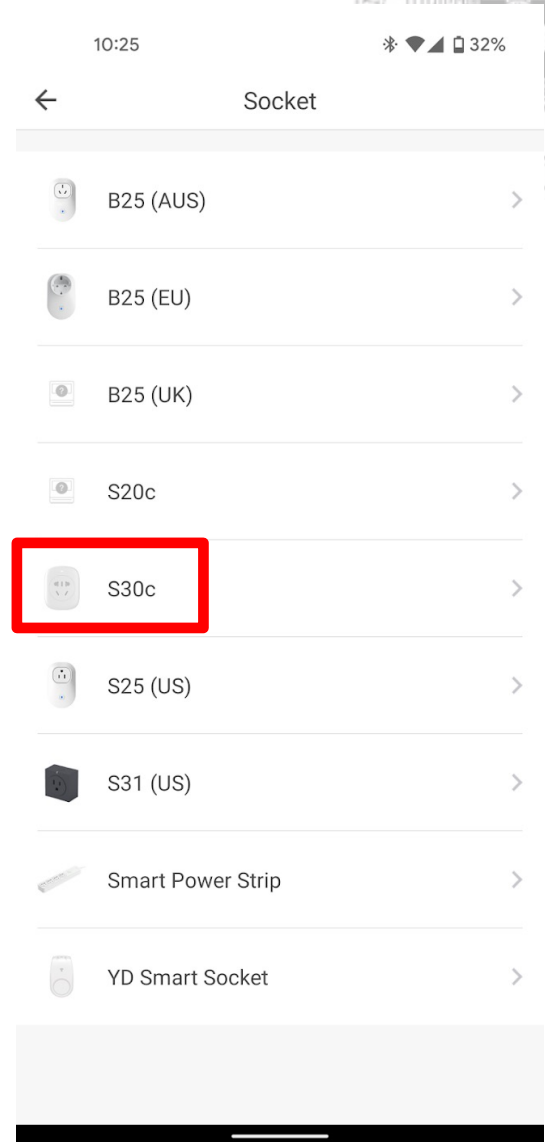 10:25
32%
Socket
B25 (AUS)
B25 (EU)
B25 (UK)
S20c
S30c
S25 (US)
S31 (US)
Smart Power Strip
YD Smart Socket